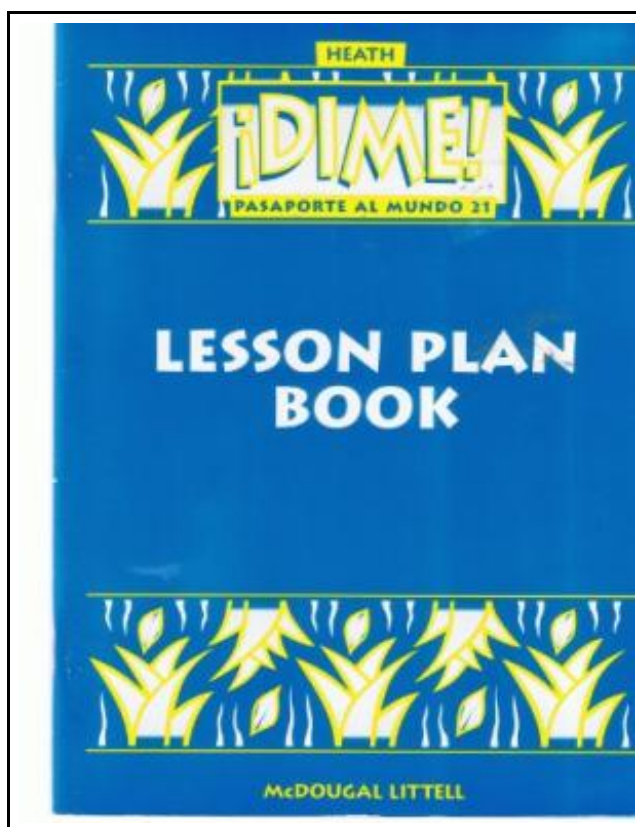 HEATH
¡DIME!
PASAPORTE AL MUNDO 21
LESSON PLAN
BOOK
McDOUGAL LITTELL